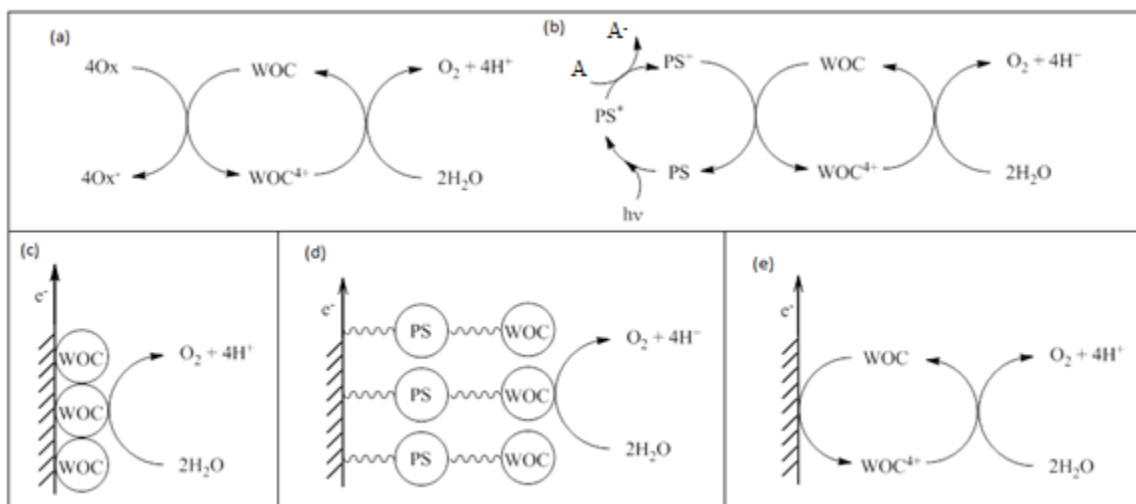 (a)
4Ox
WOC
O₂ + 4H⁺
4Ox⁻
WOC⁴⁺
2H₂O
(b)
A⁻
A
PS⁺
WOC
O₂ + 4H⁻
PS*
PS
WOC⁴⁺
2H₂O
hν
(c)
e⁻
WOC
WOC
WOC
O₂ + 4H⁺
2H₂O
(d)
e⁻
PS
WOC
PS
WOC
PS
WOC
O₂ + 4H⁻
2H₂O
(e)
e⁻
WOC
O₂ + 4H⁺
WOC⁴⁺
2H₂O